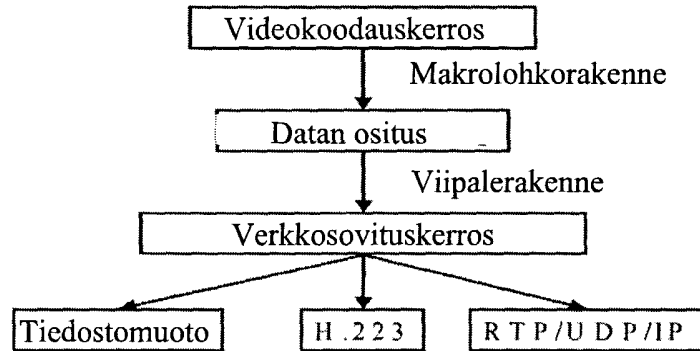 Videokoodauskerros
Makrolohkorakenne
Datan ositus
Viipalerakenne
Verkkosovituskerros
Tiedostomuoto
H.223
RTP/UDP/IP